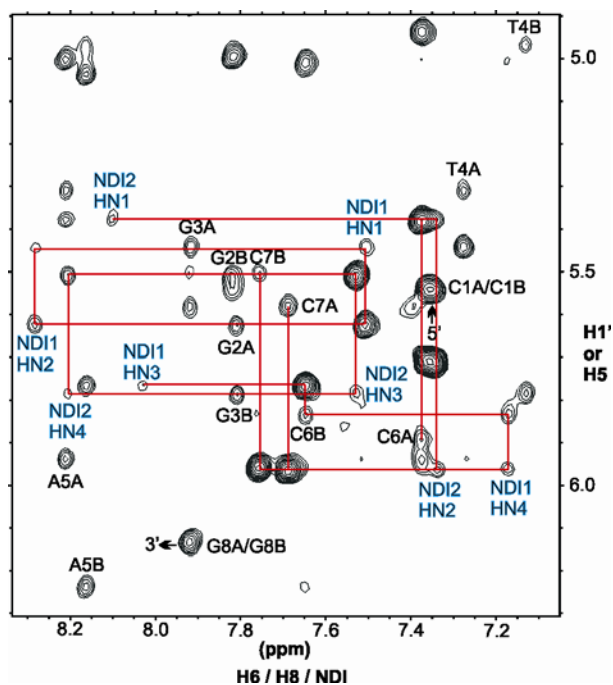 T4B
5.0
NDI2
HN1
T4A
G3A
NDI1
HN1
G2B C7B
5.5
C1A/C1B
C7A
5'
H1'
or
H5
NDI1
HN2
G2A
NDI1
HN3
NDI2
HN3
NDI2
HN4
G3B
C6B
C6A
A5A
NDI2
HN2
NDI1
HN4
6.0
3'
G8A/G8B
A5B
8.2 8.0 7.8 7.6 7.4 7.2
(ppm)
H6 / H8 / NDI